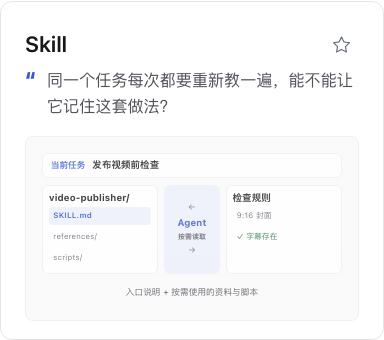 Skill
“ 同一个任务每次都要重新教一遍，能不能让
它记住这套做法？
当前任务 发布视频前检查
video-publisher/
SKILL.md
references/
scripts/
←
Agent
按需读取
→
检查规则
9:16 封面
✓ 字幕存在
入口说明 + 按需使用的资料与脚本